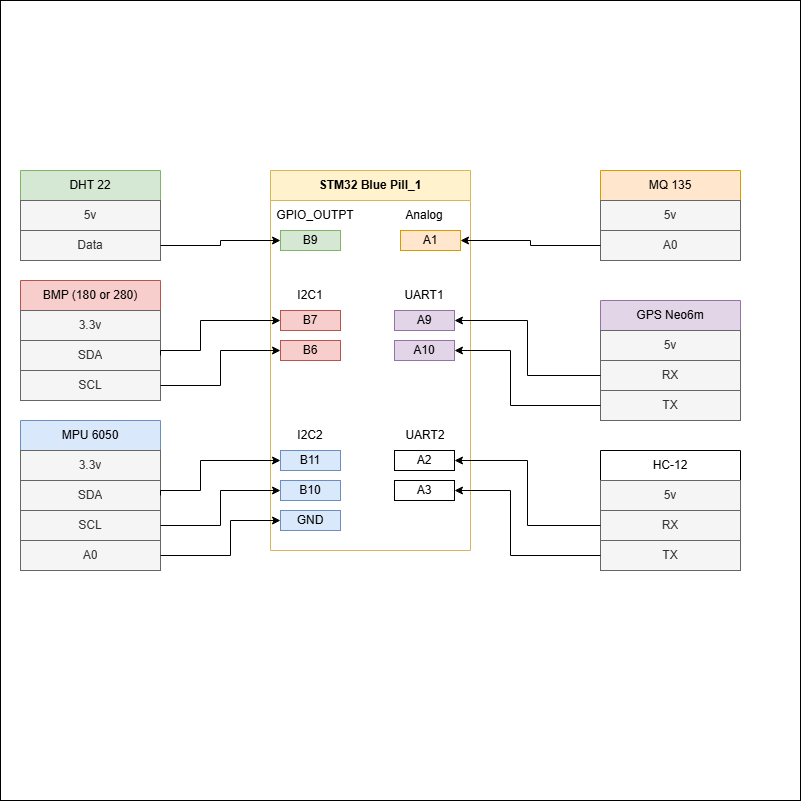 DHT 22
5v
Data
BMP (180 or 280)
3.3v
SDA
SCL
MPU 6050
3.3v
SDA
SCL
A0
STM32 Blue Pill_1
GPIO_OUTPT
Analog
B9
A1
I2C1
UART1
B7
A9
B6
A10
I2C2
UART2
B11
A2
B10
A3
GND
MQ 135
5v
A0
GPS Neo6m
5v
RX
TX
HC-12
5v
RX
TX